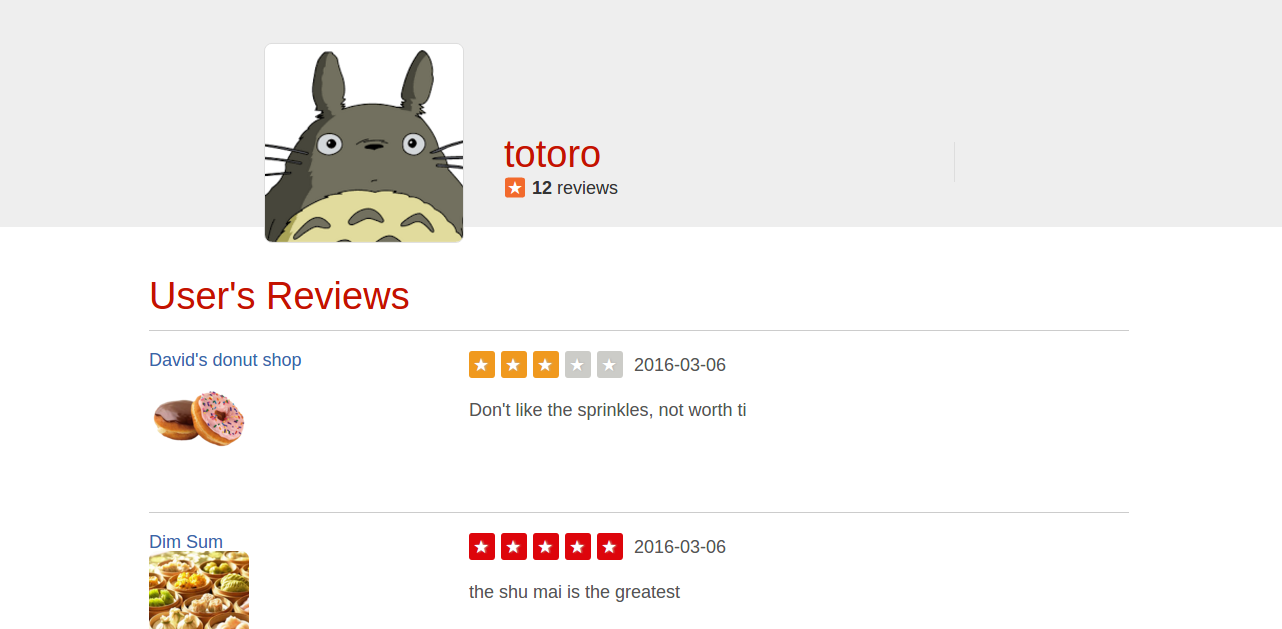 totoro
12 reviews
User's Reviews
David's donut shop
2016-03-06
Don't like the sprinkles, not worth ti
Dim Sum
2016-03-06
the shu mai is the greatest